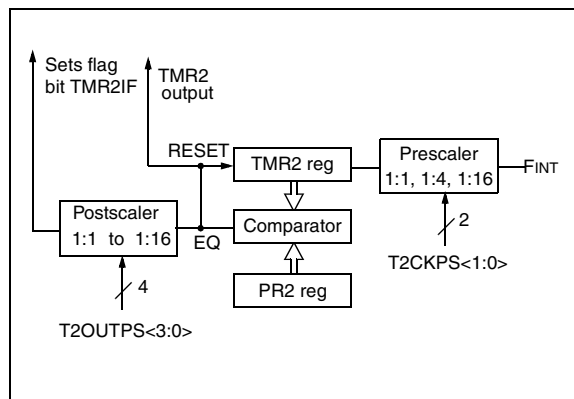 Sets flag
bit TMR2IF
TMR2
output
RESET
TMR2 reg
Prescaler
1:1, 1:4, 1:16
FINT
Postscaler
1:1 to 1:16
EQ
Comparator
2
T2CKPS<1:0>
4
PR2 reg
T2OUTPS<3:0>